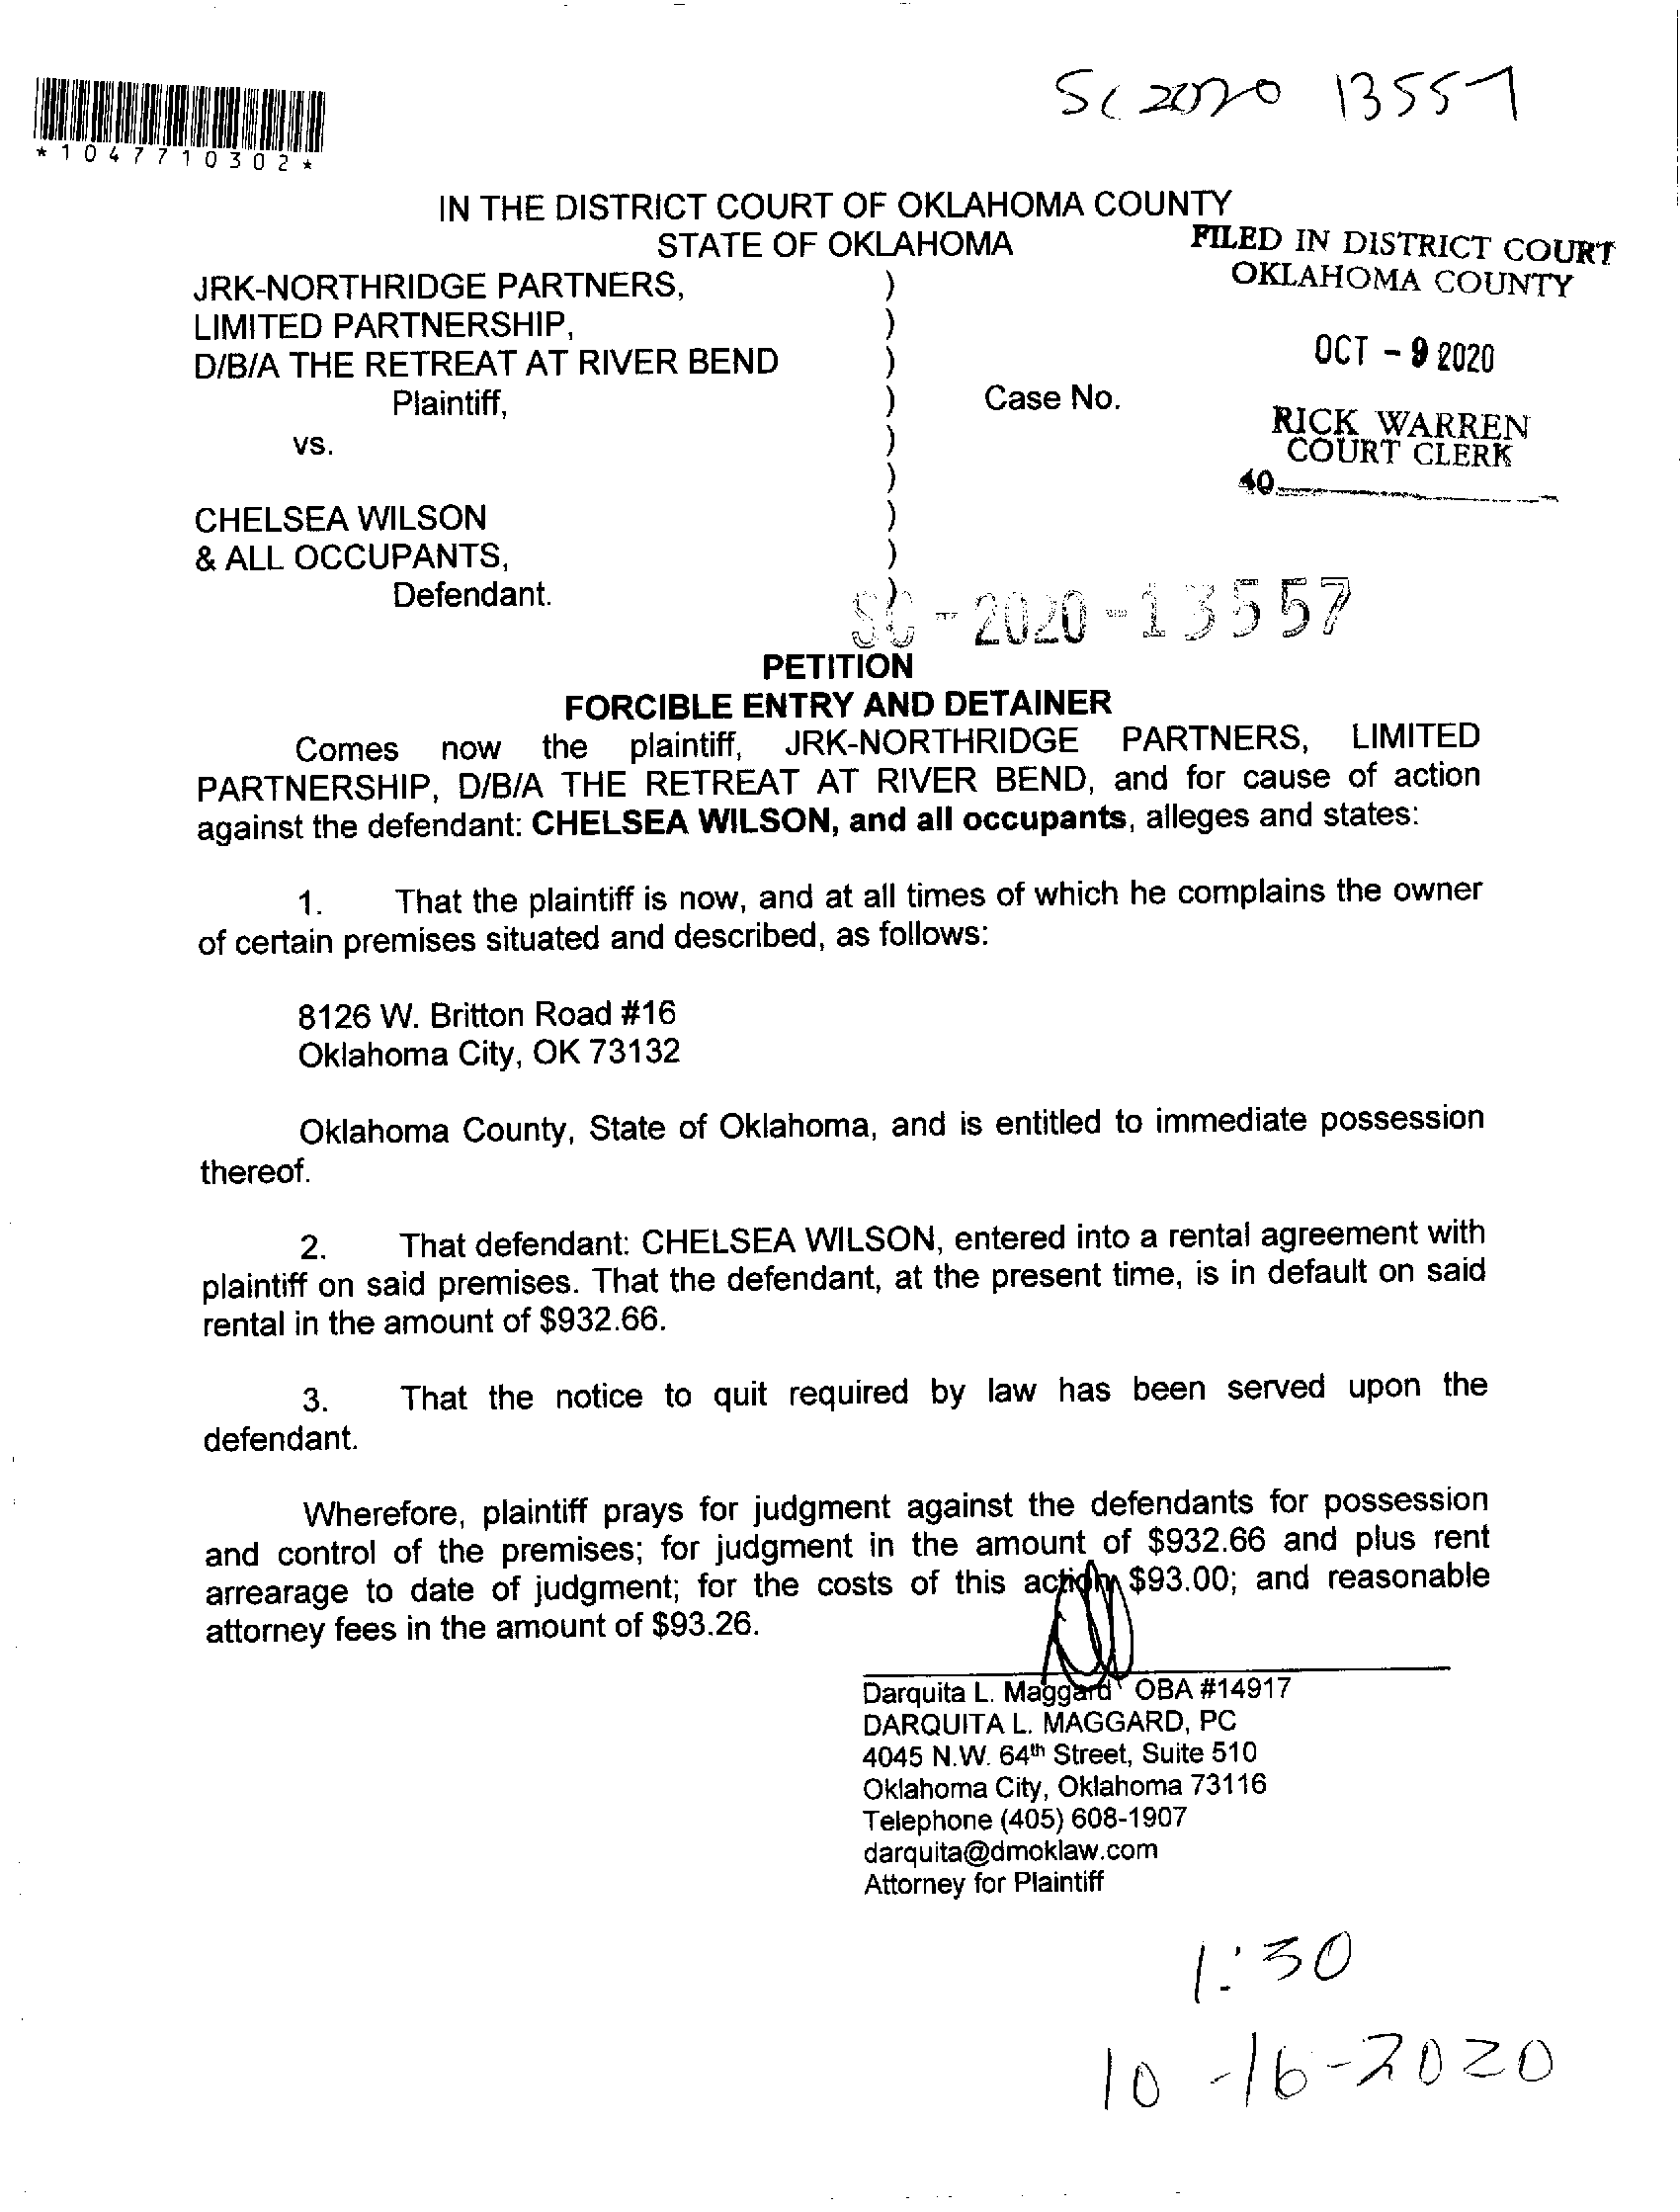 SC 2020 13557
*1047710302*
IN THE DISTRICT COURT OF OKLAHOMA COUNTY
STATE OF OKLAHOMA
FILED IN DISTRICT COURT
OKLAHOMA COUNTY
JRK-NORTHRIDGE PARTNERS, )
LIMITED PARTNERSHIP, )
D/B/A THE RETREAT AT RIVER BEND )
OCT - 9 2020
Plaintiff, ) Case No.
RICK WARREN
COURT CLERK
vs. )
)
40
CHELSEA WILSON )
& ALL OCCUPANTS, )
Defendant. )
SC-2020-13557
PETITION
FORCIBLE ENTRY AND DETAINER
Comes now the plaintiff, JRK-NORTHRIDGE PARTNERS, LIMITED
PARTNERSHIP, D/B/A THE RETREAT AT RIVER BEND, and for cause of action
against the defendant: CHELSEA WILSON, and all occupants, alleges and states:
1. That the plaintiff is now, and at all times of which he complains the owner
of certain premises situated and described, as follows:
8126 W. Britton Road #16
Oklahoma City, OK 73132
Oklahoma County, State of Oklahoma, and is entitled to immediate possession
thereof.
2. That defendant: CHELSEA WILSON, entered into a rental agreement with
plaintiff on said premises. That the defendant, at the present time, is in default on said
rental in the amount of $932.66.
3. That the notice to quit required by law has been served upon the
defendant.
Wherefore, plaintiff prays for judgment against the defendants for possession
and control of the premises; for judgment in the amount of $932.66 and plus rent
arrearage to date of judgment; for the costs of this action $93.00; and reasonable
attorney fees in the amount of $93.26.
Darquita L. Maggard OBA #14917
DARQUITA L. MAGGARD, PC
4045 N.W. 64th Street, Suite 510
Oklahoma City, Oklahoma 73116
Telephone (405) 608-1907
darquita@dmoklaw.com
Attorney for Plaintiff
1:30
10-16-2020